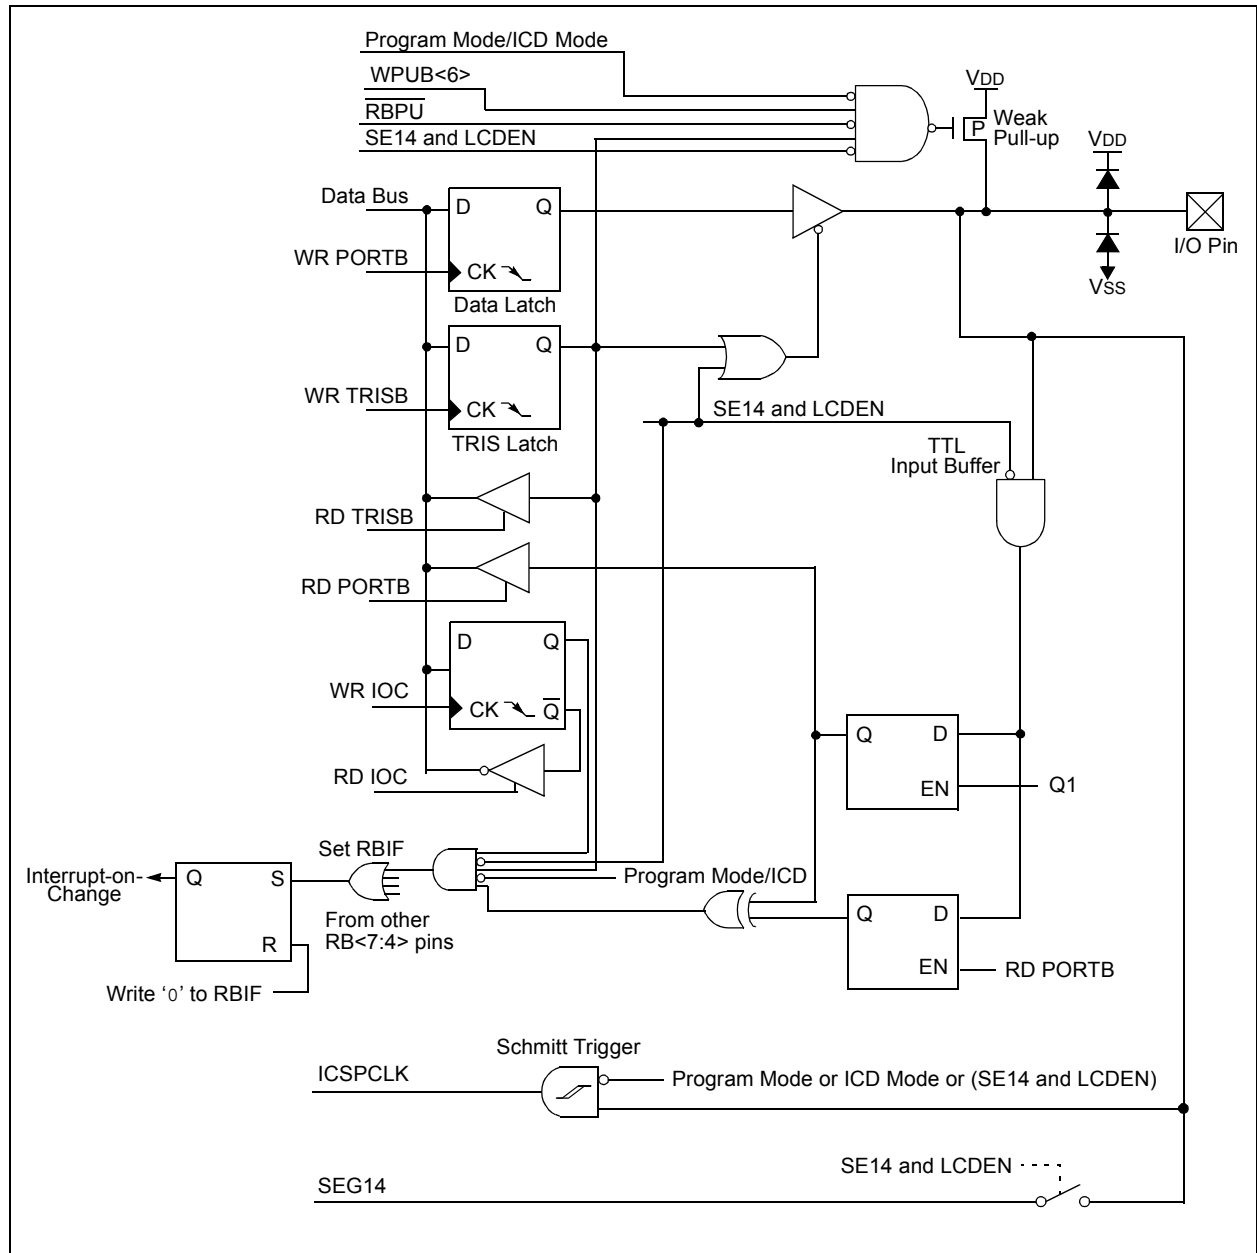 Program Mode/ICD Mode
WPUB<6>
RBPU
SE14 and LCDEN
VDD
P
Weak
Pull-up
VDD
I/O Pin
VSS
Data Bus
D Q
WR PORTB
CK
Data Latch
D Q
WR TRISB
CK
TRIS Latch
SE14 and LCDEN
TTL
Input Buffer
RD TRISB
RD PORTB
D Q
WR IOC
CK Q
RD IOC
Q D
EN
Q1
Set RBIF
Interrupt-on-
Change
Q S
R
From other
RB<7:4> pins
Write ‘0’ to RBIF
Program Mode/ICD
Q D
EN
RD PORTB
Schmitt Trigger
ICSPCLK
Program Mode or ICD Mode or (SE14 and LCDEN)
SE14 and LCDEN
SEG14